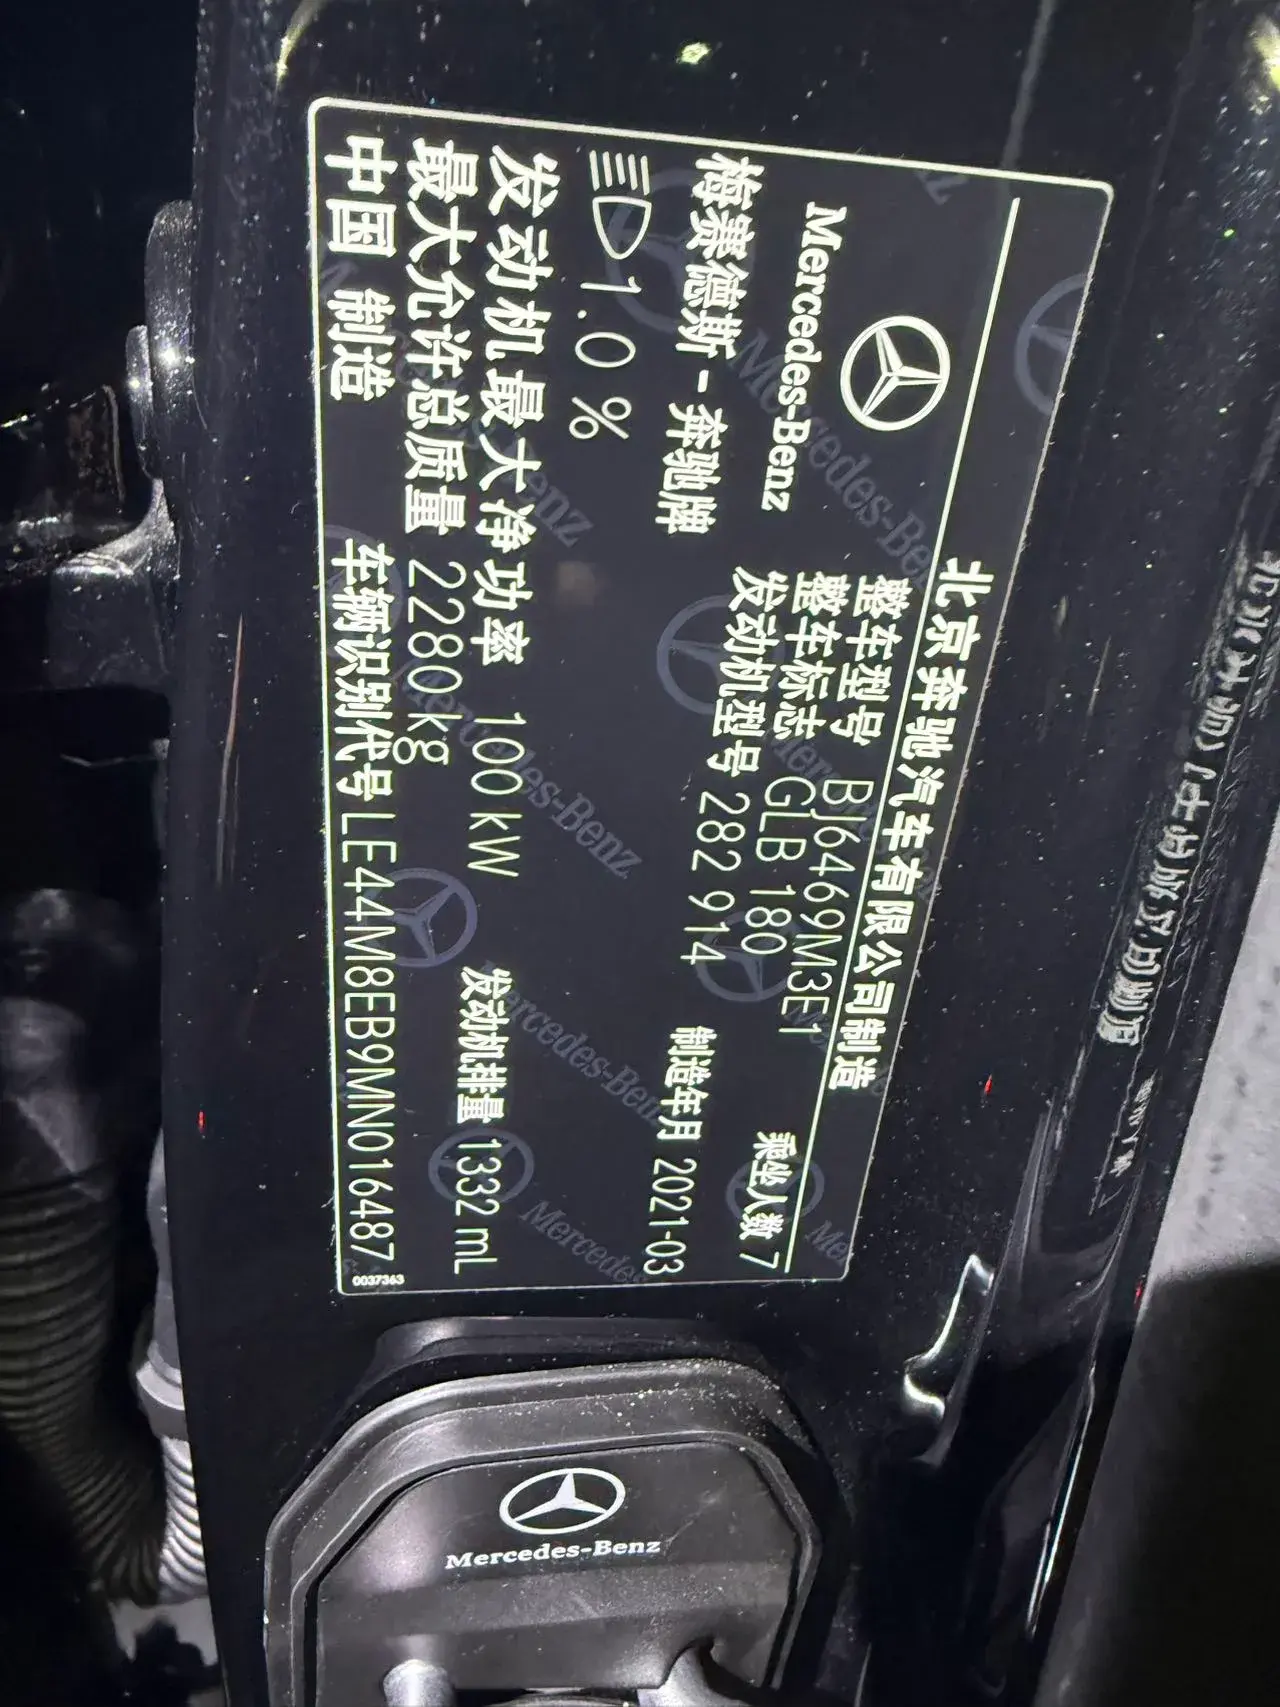 北京奔驰汽车有限公司制造
Mercedes-Benz
梅赛德斯-奔驰牌
整车型号 BJ6469M3E1
整车标志 GLB 180
发动机型号 282 914
乘坐人数 7
制造年月 2021-03
1.0 %
发动机最大净功率 100 kW
发动机排量 1332 mL
最大允许总质量 2280 kg
中国 制造
车辆识别代号 LE44M8EB9MN016487
0037363
Mercedes-Benz